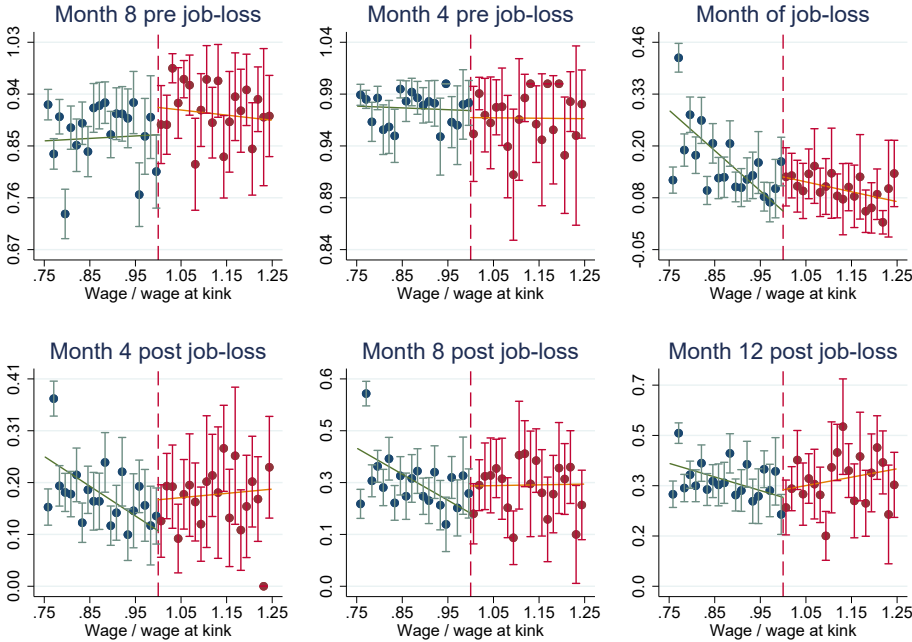 Month 8 pre job-loss
1.03
0.94
0.85
0.76
0.67
.75 .85 .95 1.05 1.15 1.25
Wage / wage at kink
Month 4 pre job-loss
1.04
0.99
0.94
0.89
0.84
.75 .85 .95 1.05 1.15 1.25
Wage / wage at kink
Month of job-loss
0.46
0.33
0.20
0.08
-0.05
.75 .85 .95 1.05 1.15 1.25
Wage / wage at kink
Month 4 post job-loss
0.41
0.31
0.20
0.10
0.00
.75 .85 .95 1.05 1.15 1.25
Wage / wage at kink
Month 8 post job-loss
0.6
0.5
0.3
0.1
0.0
.75 .85 .95 1.05 1.15 1.25
Wage / wage at kink
Month 12 post job-loss
0.7
0.5
0.3
0.2
0.0
.75 .85 .95 1.05 1.15 1.25
Wage / wage at kink